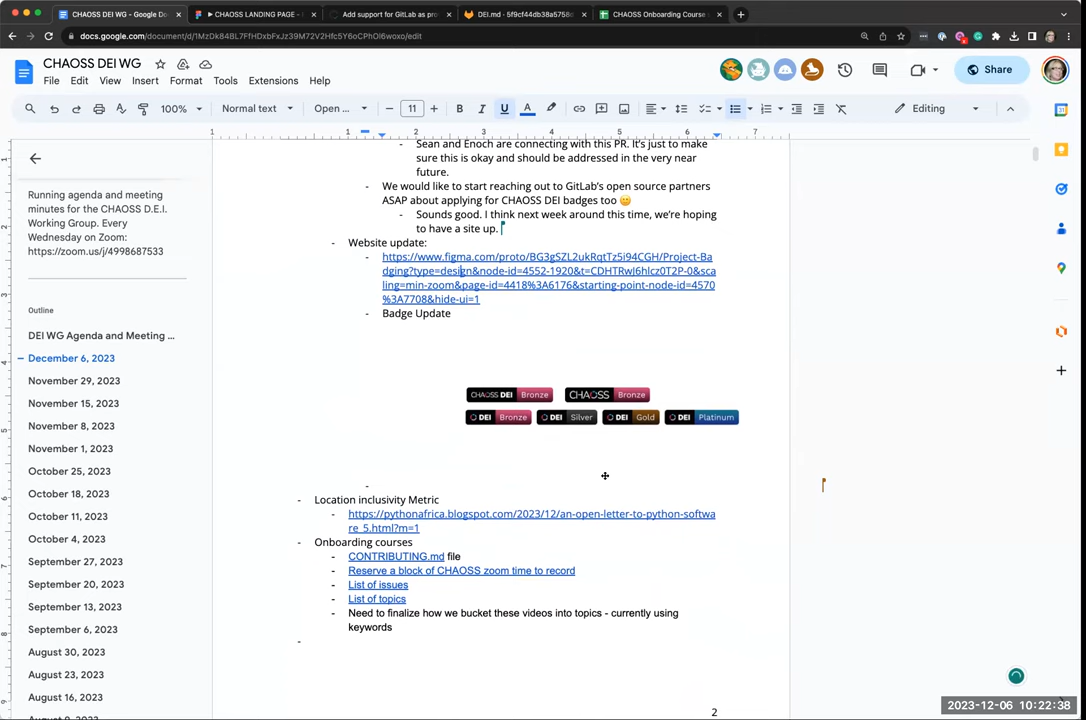 CHAOSS DEI WG - Google Do
▶ CHAOSS LANDING PAGE -
Add support for GitLab as pro
DEI.md · 5f9cf44db38a5758d
CHAOSS Onboarding Course
docs.google.com/document/d/1MzDk84BL7FfHDxbFxJz39M72V2Hfc5Y6oCPhOl6woxo/edit
CHAOSS DEI WG
File Edit View Insert Format Tools Extensions Help
Share
100% Normal text Open ... 11 B I U A Editing
1 1 2 3 4 5 6 7
Running agenda and meeting
minutes for the CHAOSS D.E.I.
Working Group. Every
Wednesday on Zoom:
https://zoom.us/j/4998687533
Outline
DEI WG Agenda and Meeting ...
December 6, 2023
November 29, 2023
November 15, 2023
November 8, 2023
November 1, 2023
October 25, 2023
October 18, 2023
October 11, 2023
October 4, 2023
September 27, 2023
September 20, 2023
September 13, 2023
September 6, 2023
August 30, 2023
August 23, 2023
August 16, 2023
August 9, 2023
- Sean and Enoch are connecting with this PR. It's just to make
sure this is okay and should be addressed in the very near
future.
- We would like to start reaching out to GitLab's open source partners
ASAP about applying for CHAOSS DEI badges too 🙂
- Sounds good. I think next week around this time, we're hoping
to have a site up.
- Website update:
- https://www.figma.com/proto/BG3gSZL2ukRqtTz5i94CGH/Project-Ba
dging?type=design&node-id=4552-1920&t=CDHTRwJ6hlcz0T2P-0&sca
ling=min-zoom&page-id=4418%3A6176&starting-point-node-id=4570
%3A7708&hide-ui=1
- Badge Update
CHAOSS DEI Bronze CHAOSS Bronze
DEI Bronze DEI Silver DEI Gold DEI Platinum
-
- Location inclusivity Metric
- https://pythonafrica.blogspot.com/2023/12/an-open-letter-to-python-softwa
re_5.html?m=1
- Onboarding courses
- CONTRIBUTING.md file
- Reserve a block of CHAOSS zoom time to record
- List of issues
- List of topics
- Need to finalize how we bucket these videos into topics - currently using
keywords
-
2
2023-12-06 10:22:38